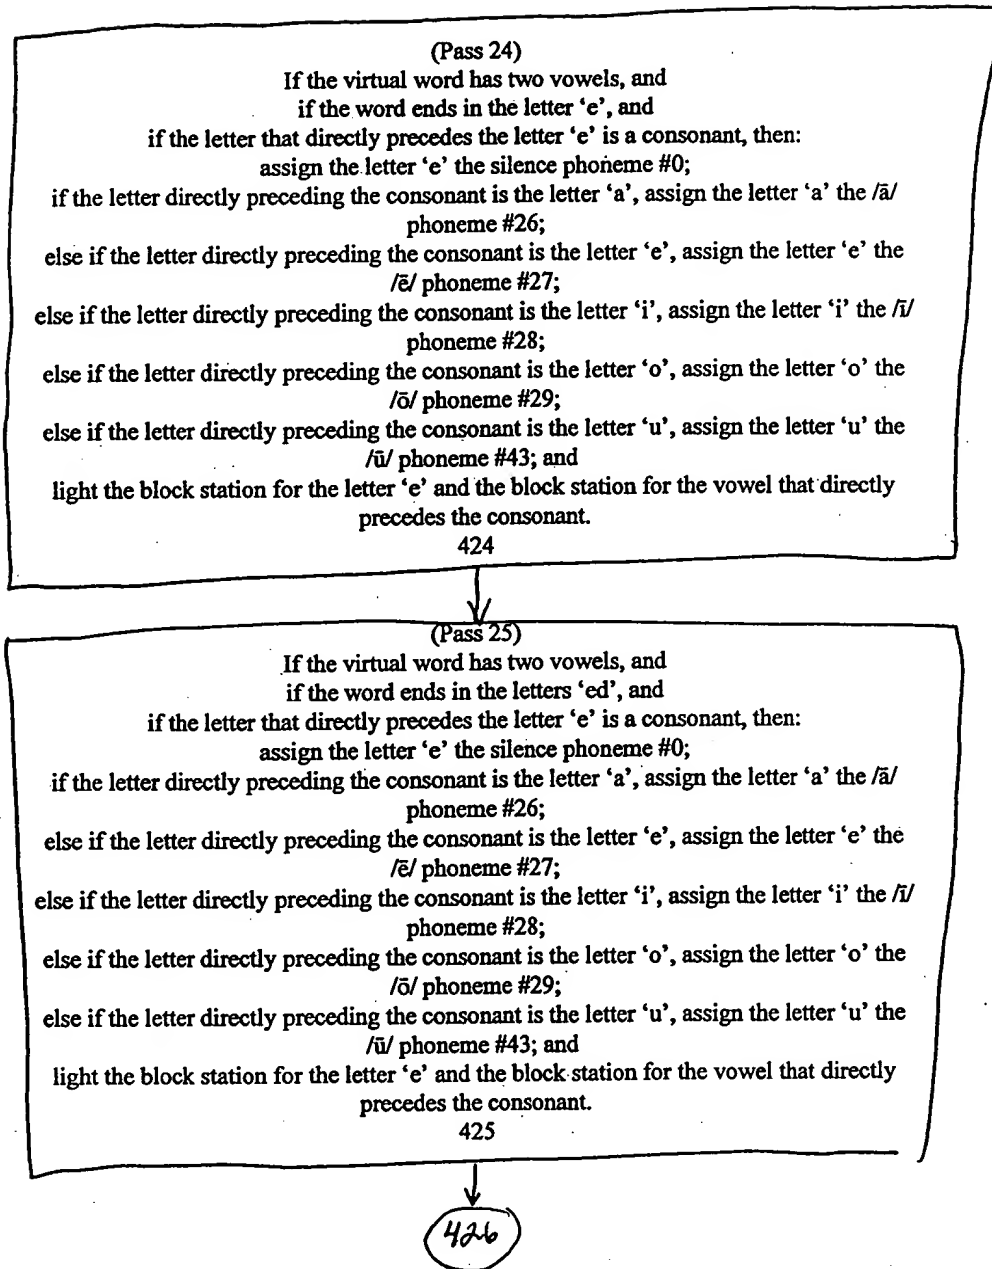 (Pass 24)
If the virtual word has two vowels, and
if the word ends in the letter ‘e’, and
if the letter that directly precedes the letter ‘e’ is a consonant, then:
assign the letter ‘e’ the silence phoneme #0;
if the letter directly preceding the consonant is the letter ‘a’, assign the letter ‘a’ the /ā/
phoneme #26;
else if the letter directly preceding the consonant is the letter ‘e’, assign the letter ‘e’ the
/ē/ phoneme #27;
else if the letter directly preceding the consonant is the letter ‘i’, assign the letter ‘i’ the /ī/
phoneme #28;
else if the letter directly preceding the consonant is the letter ‘o’, assign the letter ‘o’ the
/ō/ phoneme #29;
else if the letter directly preceding the consonant is the letter ‘u’, assign the letter ‘u’ the
/ū/ phoneme #43; and
light the block station for the letter ‘e’ and the block station for the vowel that directly
precedes the consonant.
424
(Pass 25)
If the virtual word has two vowels, and
if the word ends in the letters ‘ed’, and
if the letter that directly precedes the letter ‘e’ is a consonant, then:
assign the letter ‘e’ the silence phoneme #0;
if the letter directly preceding the consonant is the letter ‘a’, assign the letter ‘a’ the /ā/
phoneme #26;
else if the letter directly preceding the consonant is the letter ‘e’, assign the letter ‘e’ the
/ē/ phoneme #27;
else if the letter directly preceding the consonant is the letter ‘i’, assign the letter ‘i’ the /ī/
phoneme #28;
else if the letter directly preceding the consonant is the letter ‘o’, assign the letter ‘o’ the
/ō/ phoneme #29;
else if the letter directly preceding the consonant is the letter ‘u’, assign the letter ‘u’ the
/ū/ phoneme #43; and
light the block station for the letter ‘e’ and the block station for the vowel that directly
precedes the consonant.
425
426